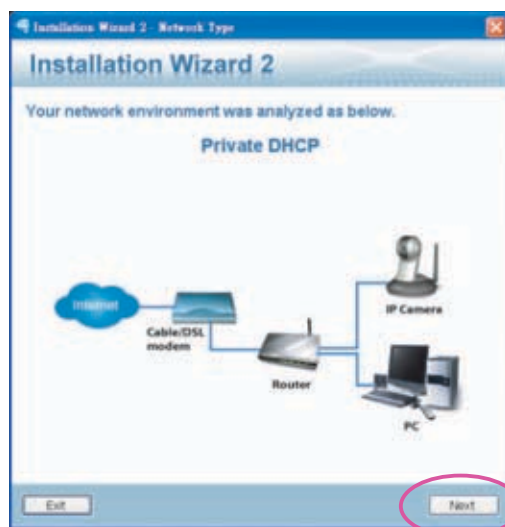 Installation Wizard 2 - Network Type
Installation Wizard 2
Your network environment was analyzed as below.
Private DHCP
Internet
Cable/DSL
modem
IP Camera
Router
PC
Exit
Next